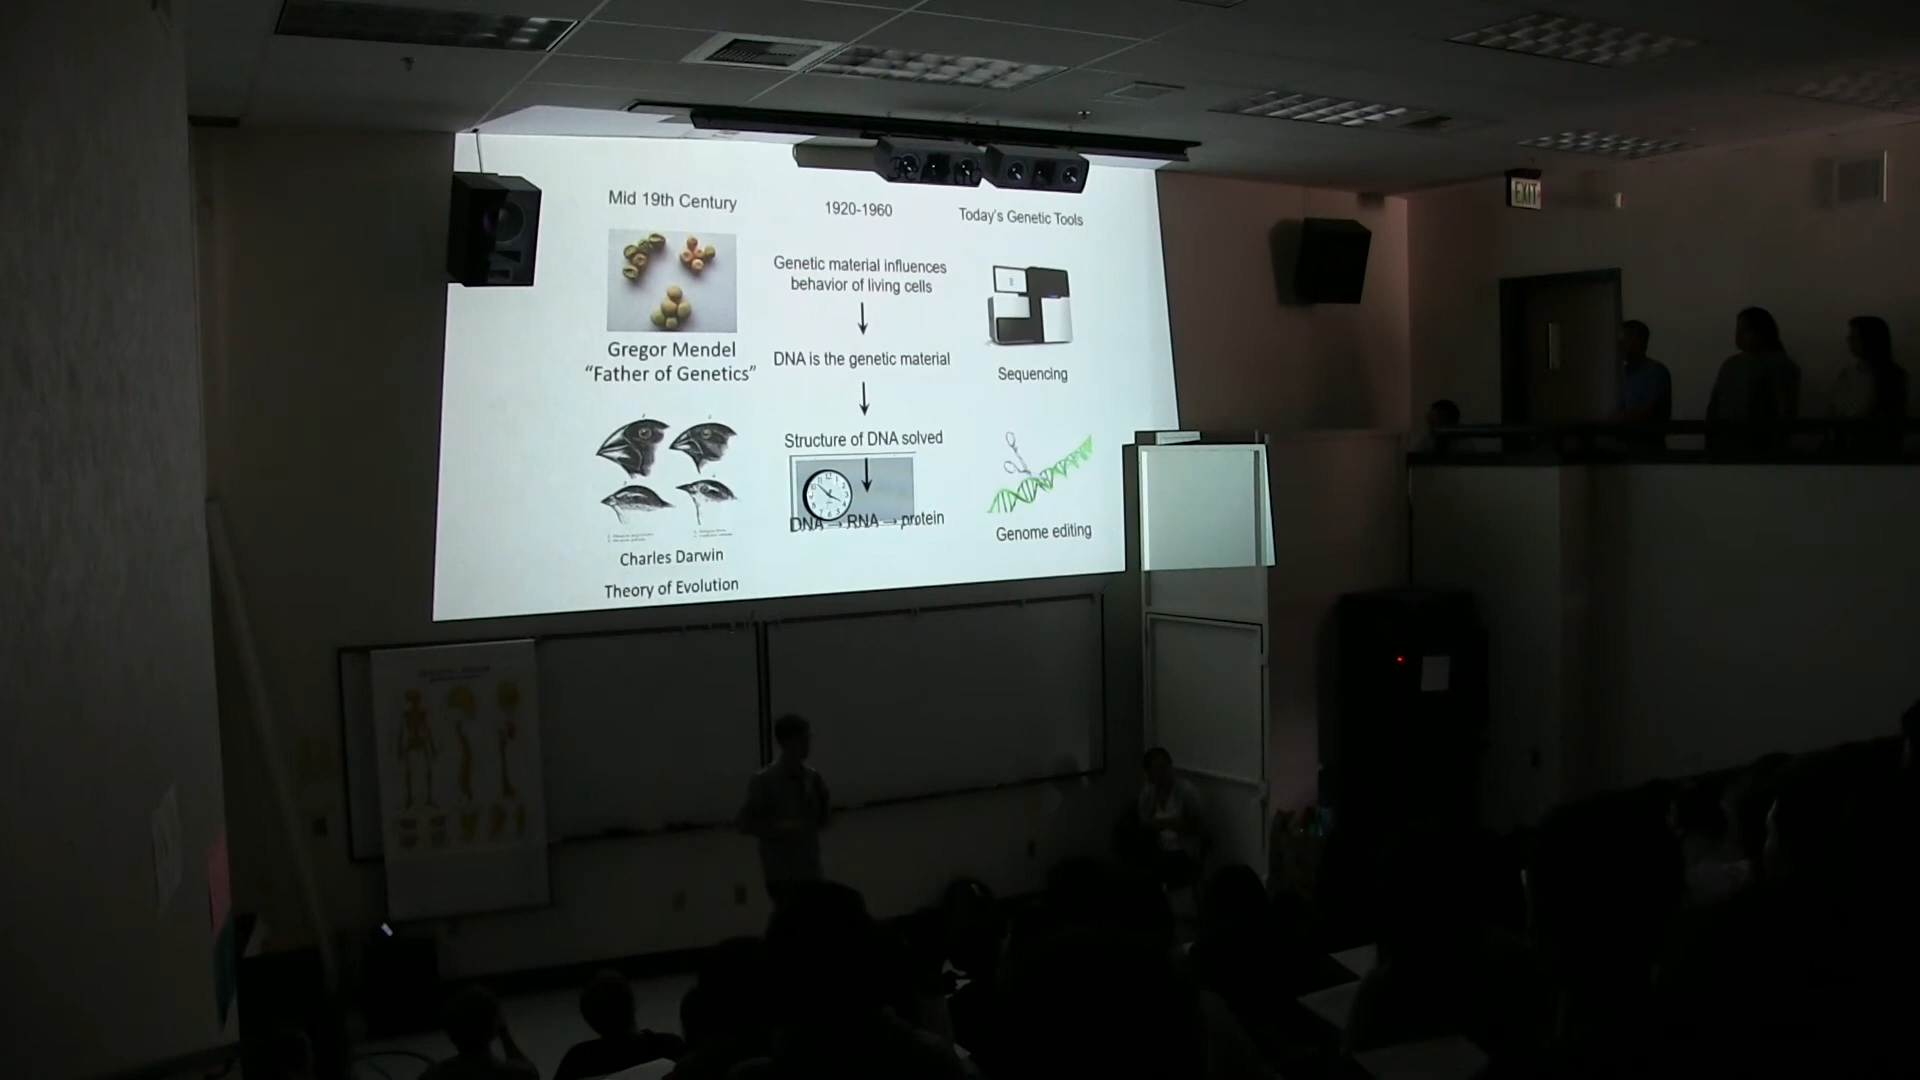 Mid 19th Century
Gregor Mendel
“Father of Genetics”
Charles Darwin
Theory of Evolution
1920-1960
Genetic material influences
behavior of living cells
DNA is the genetic material
Structure of DNA solved
DNA → RNA → protein
Today's Genetic Tools
Sequencing
Genome editing
EXIT